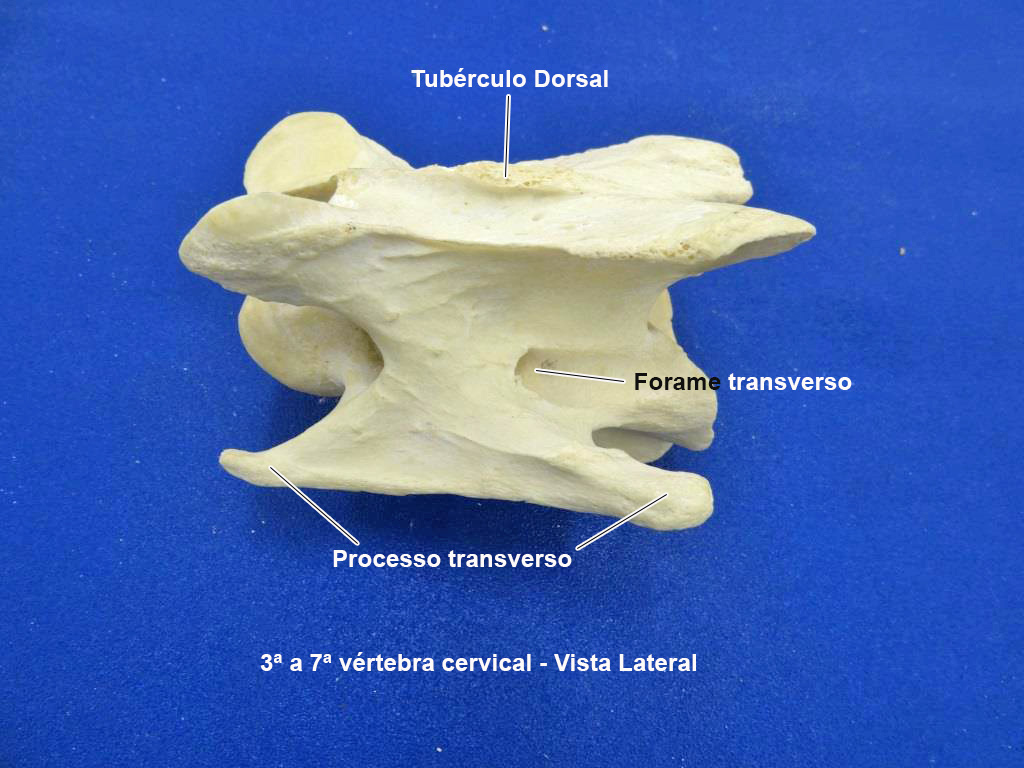 Tubérculo Dorsal
Forame transverso
Processo transverso
3ª a 7ª vértebra cervical - Vista Lateral